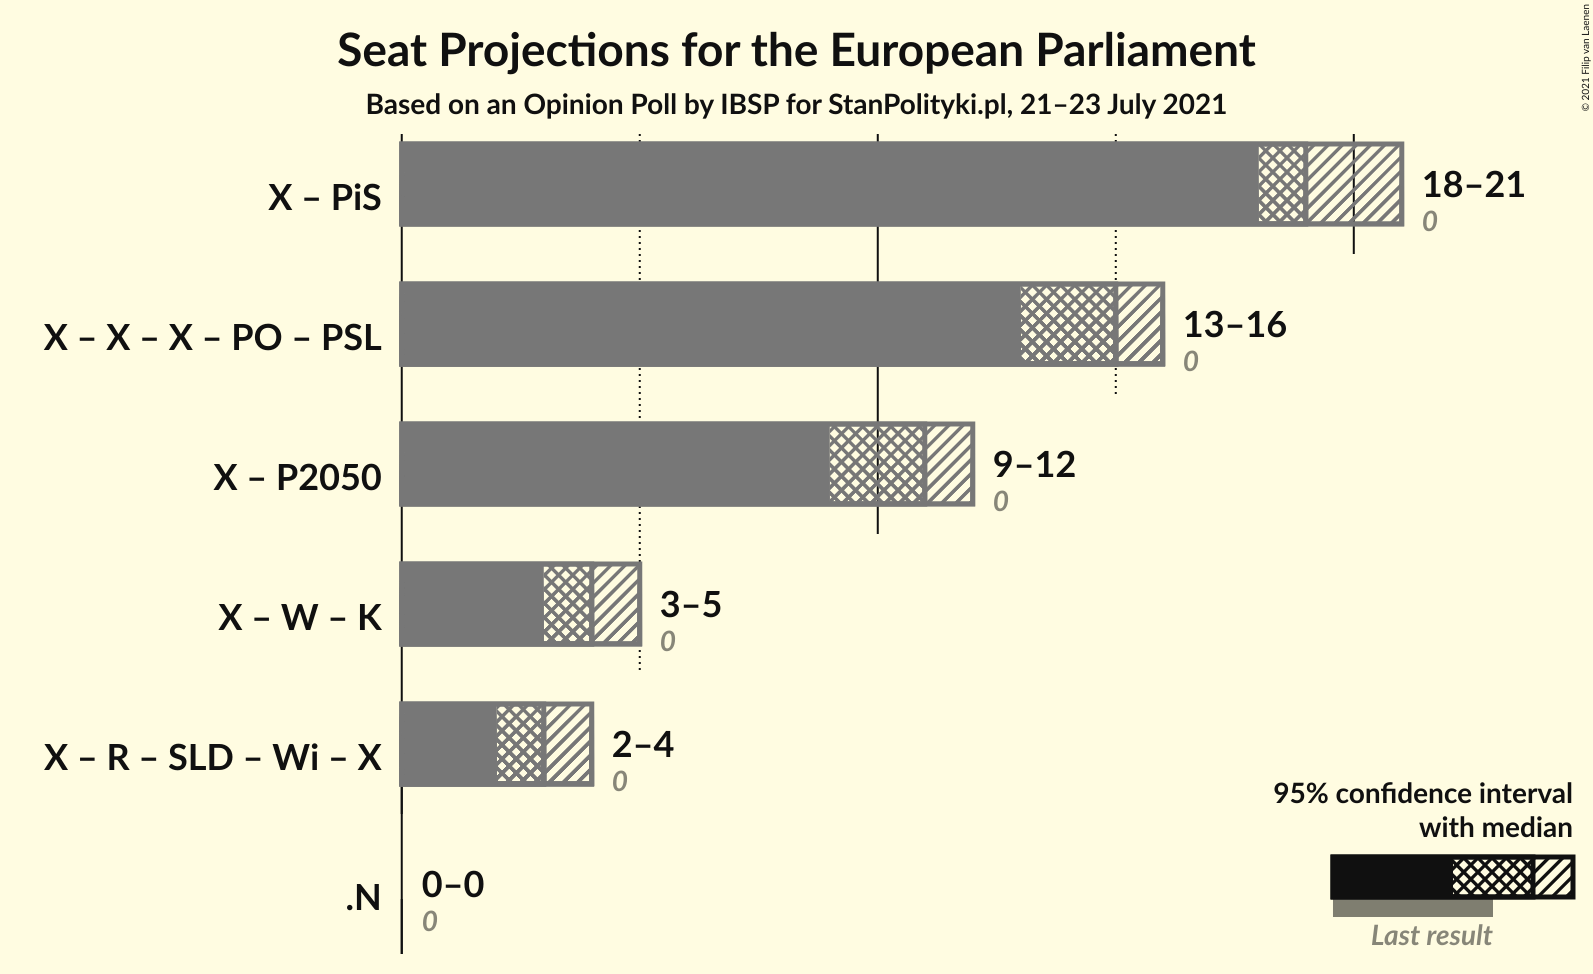 Seat Projections for the European Parliament
Based on an Opinion Poll by IBSP for StanPolityki.pl, 21–23 July 2021
© 2021 Filip van Laenen
X – PiS
18–21
0
X – X – X – PO – PSL
13–16
0
X – P2050
9–12
0
X – W – K
3–5
0
X – R – SLD – Wi – X
2–4
0
.N
0–0
0
95% confidence interval
with median
Last result